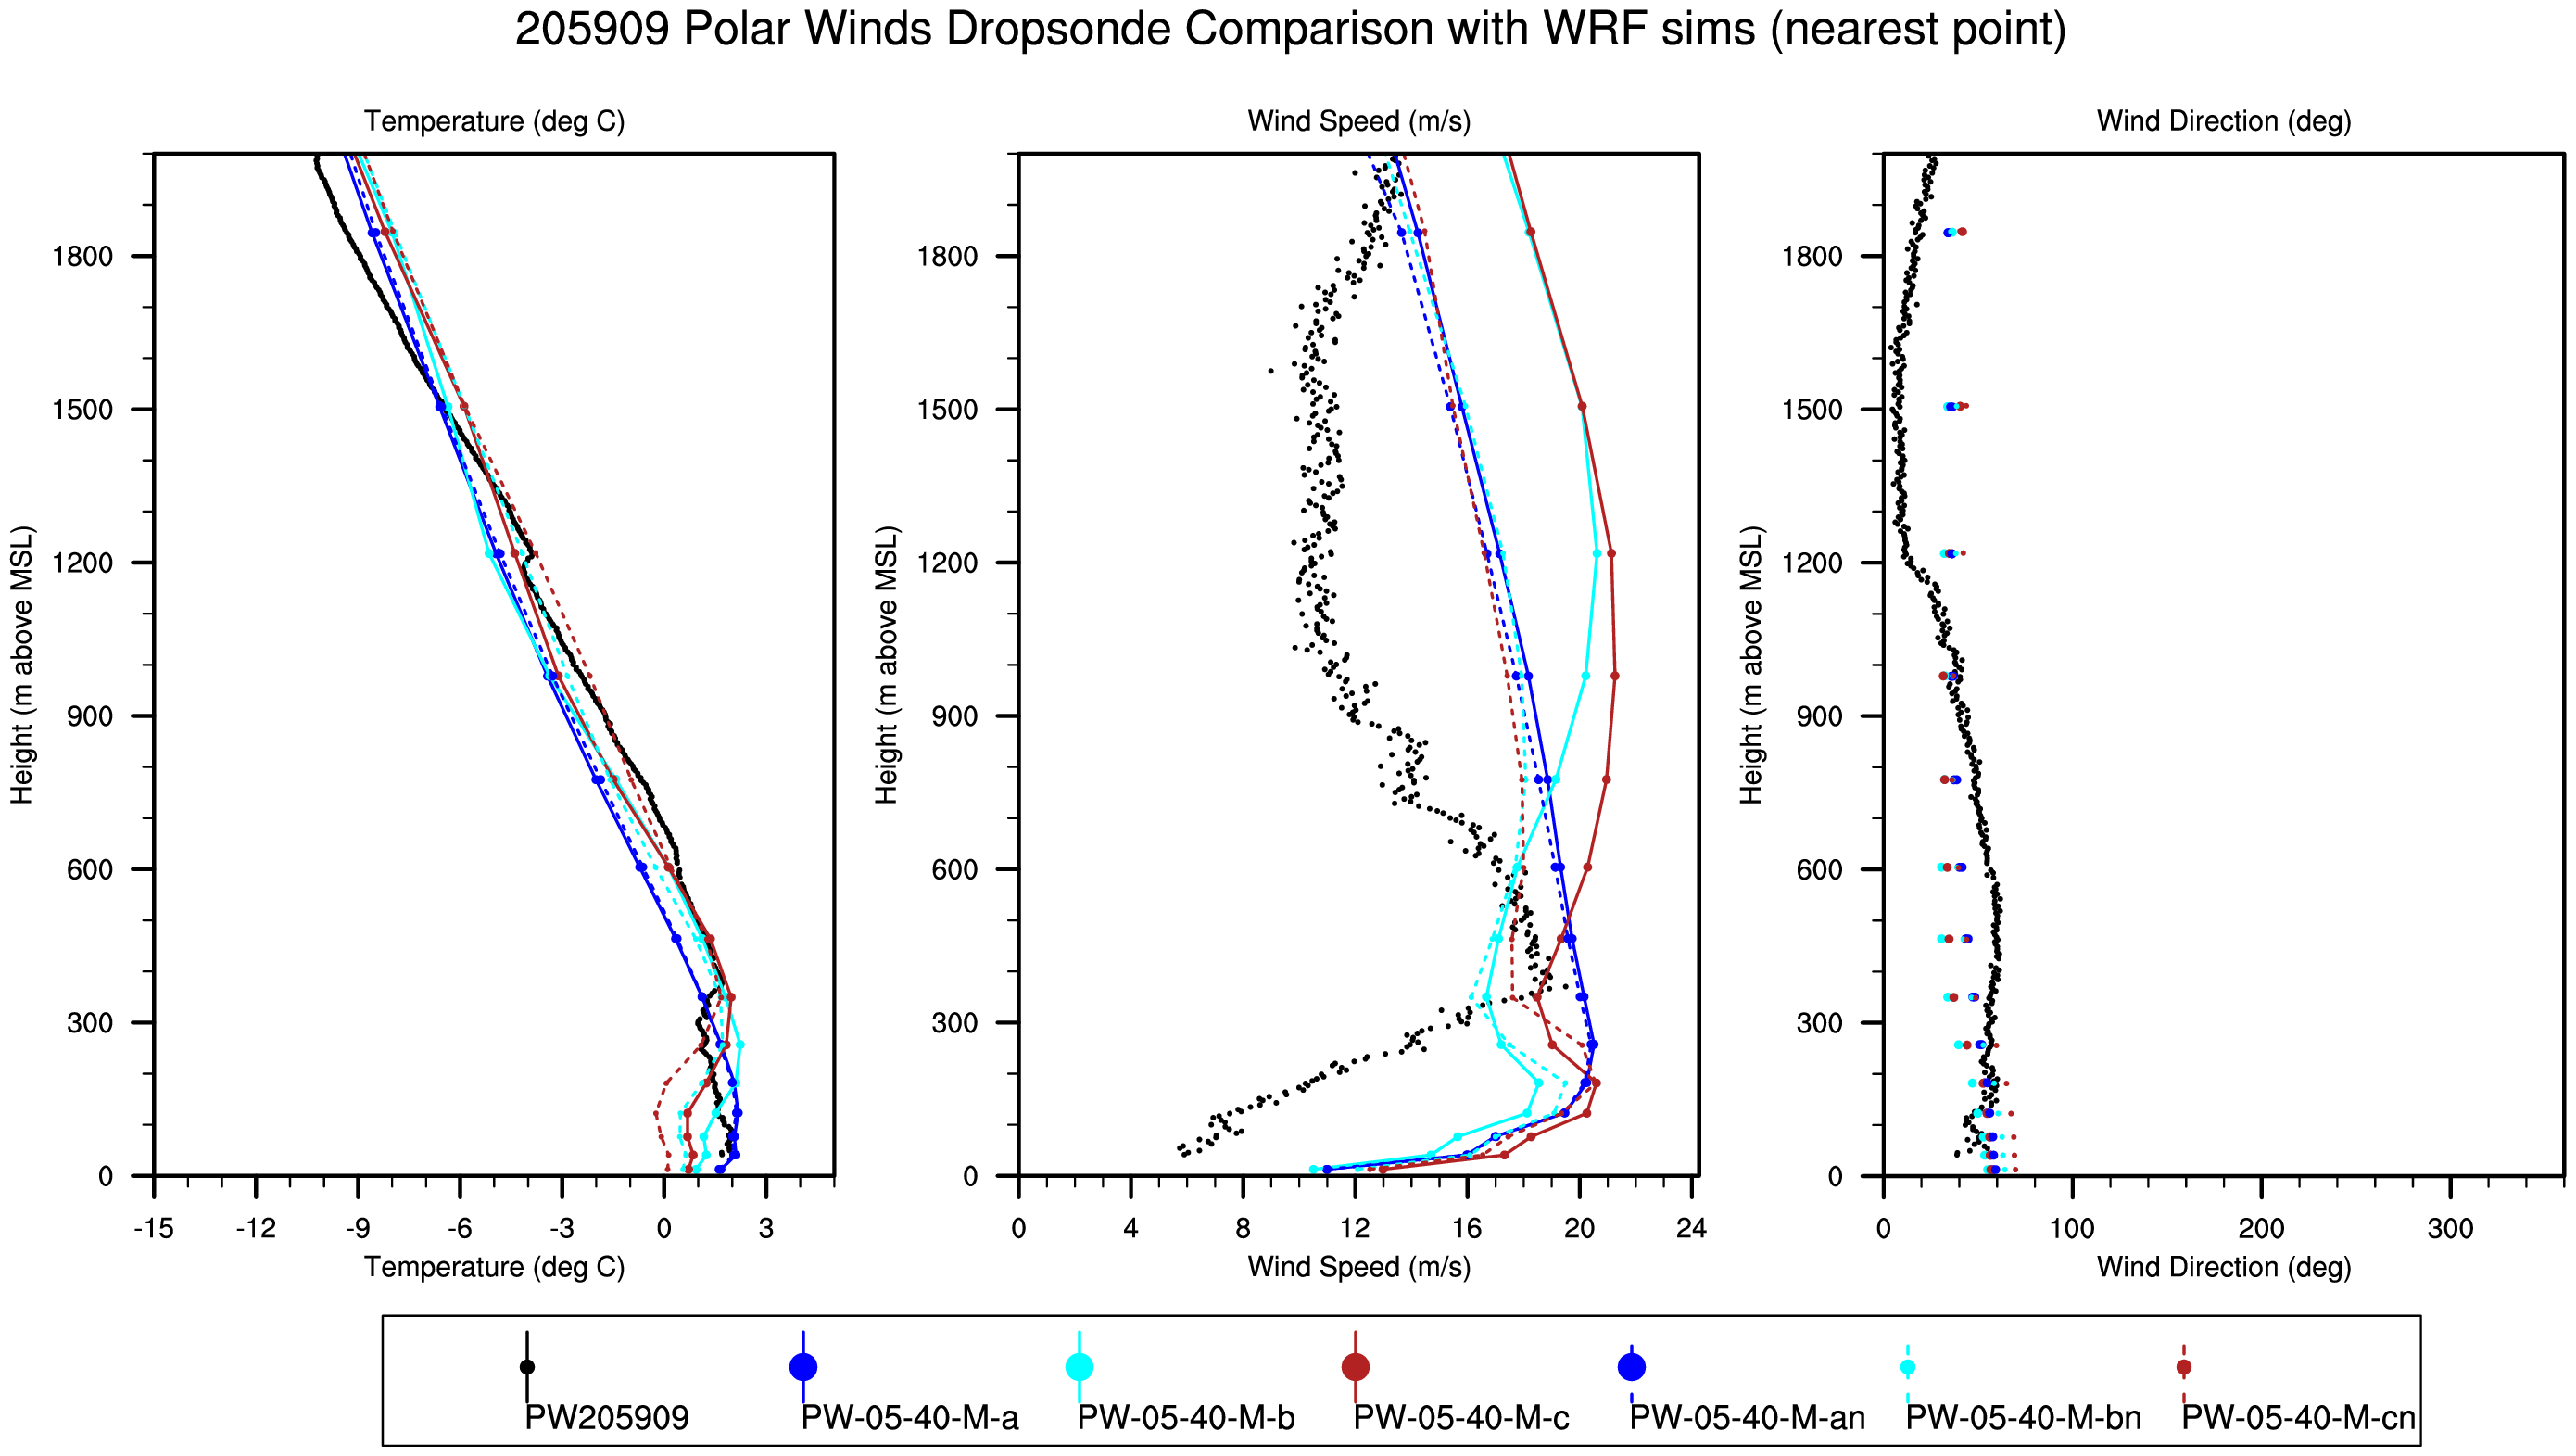 205909 Polar Winds Dropsonde Comparison with WRF sims (nearest point)
Temperature (deg C)
Wind Speed (m/s)
Wind Direction (deg)
Height (m above MSL)
1800
1500
1200
900
600
300
0
-15 -12 -9 -6 -3 0 3
Temperature (deg C)
Height (m above MSL)
1800
1500
1200
900
600
300
0
0 4 8 12 16 20 24
Wind Speed (m/s)
Height (m above MSL)
1800
1500
1200
900
600
300
0
0 100 200 300
Wind Direction (deg)
PW205909 PW-05-40-M-a PW-05-40-M-b PW-05-40-M-c PW-05-40-M-an PW-05-40-M-bn PW-05-40-M-cn